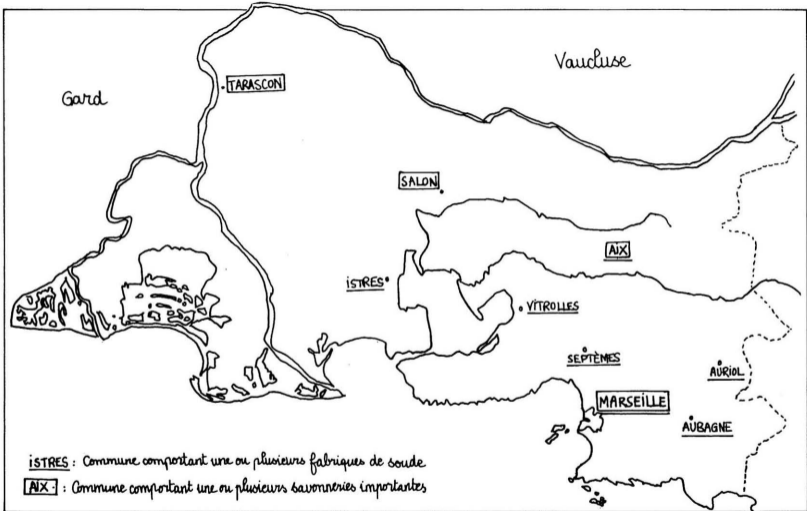 Vaucluse
Gard
TARASCON
SALON
AIX
iSTRES
VITROLLES
SEPTÈMES
AURIOL
MARSEILLE
AUBAGNE
iSTRES : Commune comportant une ou plusieurs fabriques de soude
AIX : Commune comportant une ou plusieurs savonneries importantes